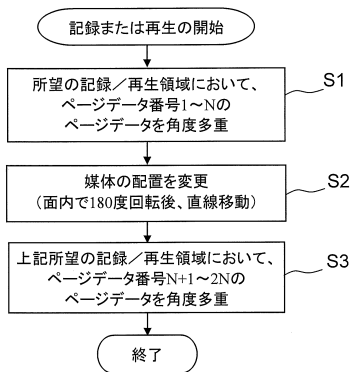 記録または再生の開始
所望の記録／再生領域において、
ページデータ番号1～Nの
ページデータを角度多重
S1
媒体の配置を変更
（面内で180度回転後、直線移動）
S2
上記所望の記録／再生領域において、
ページデータ番号N+1～2Nの
ページデータを角度多重
S3
終了